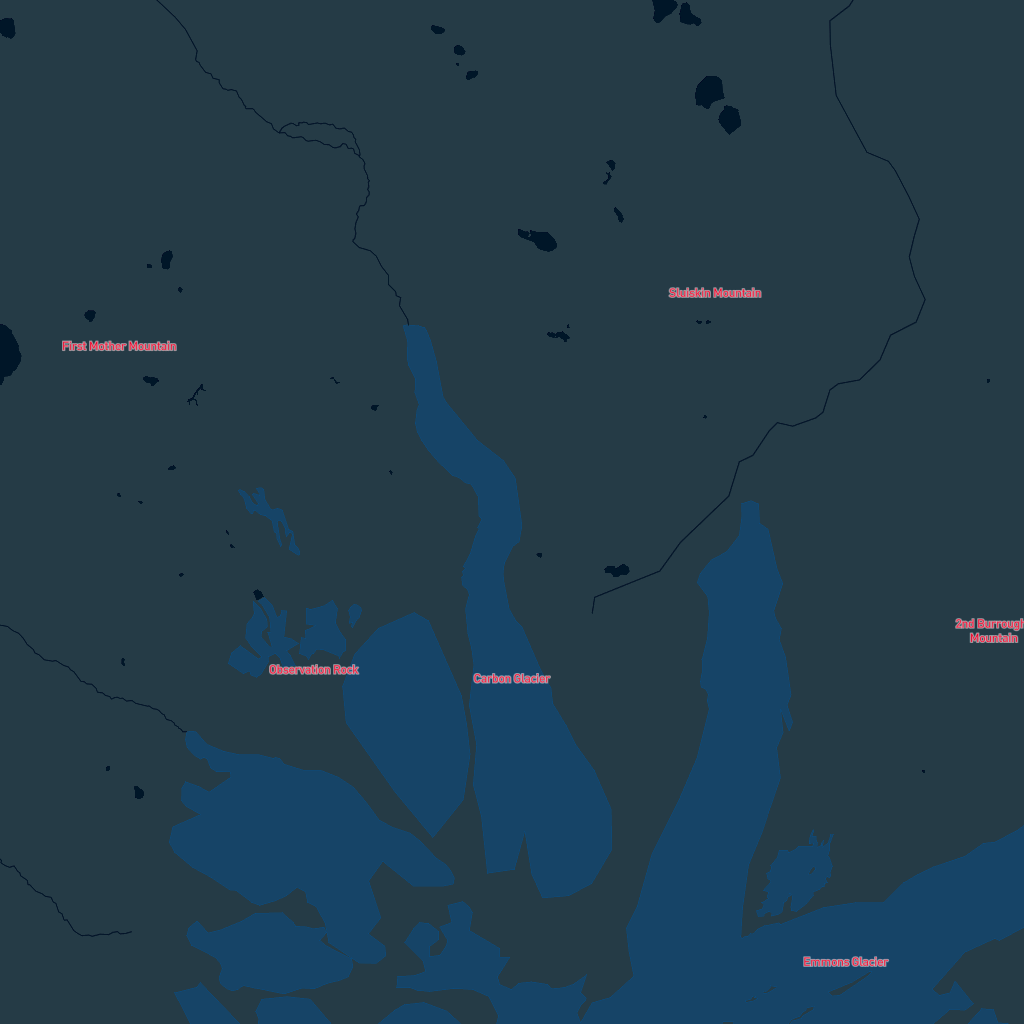 Sluiskin Mountain
First Mother Mountain
2nd Burrough
Mountain
Observation Rock
Carbon Glacier
Emmons Glacier